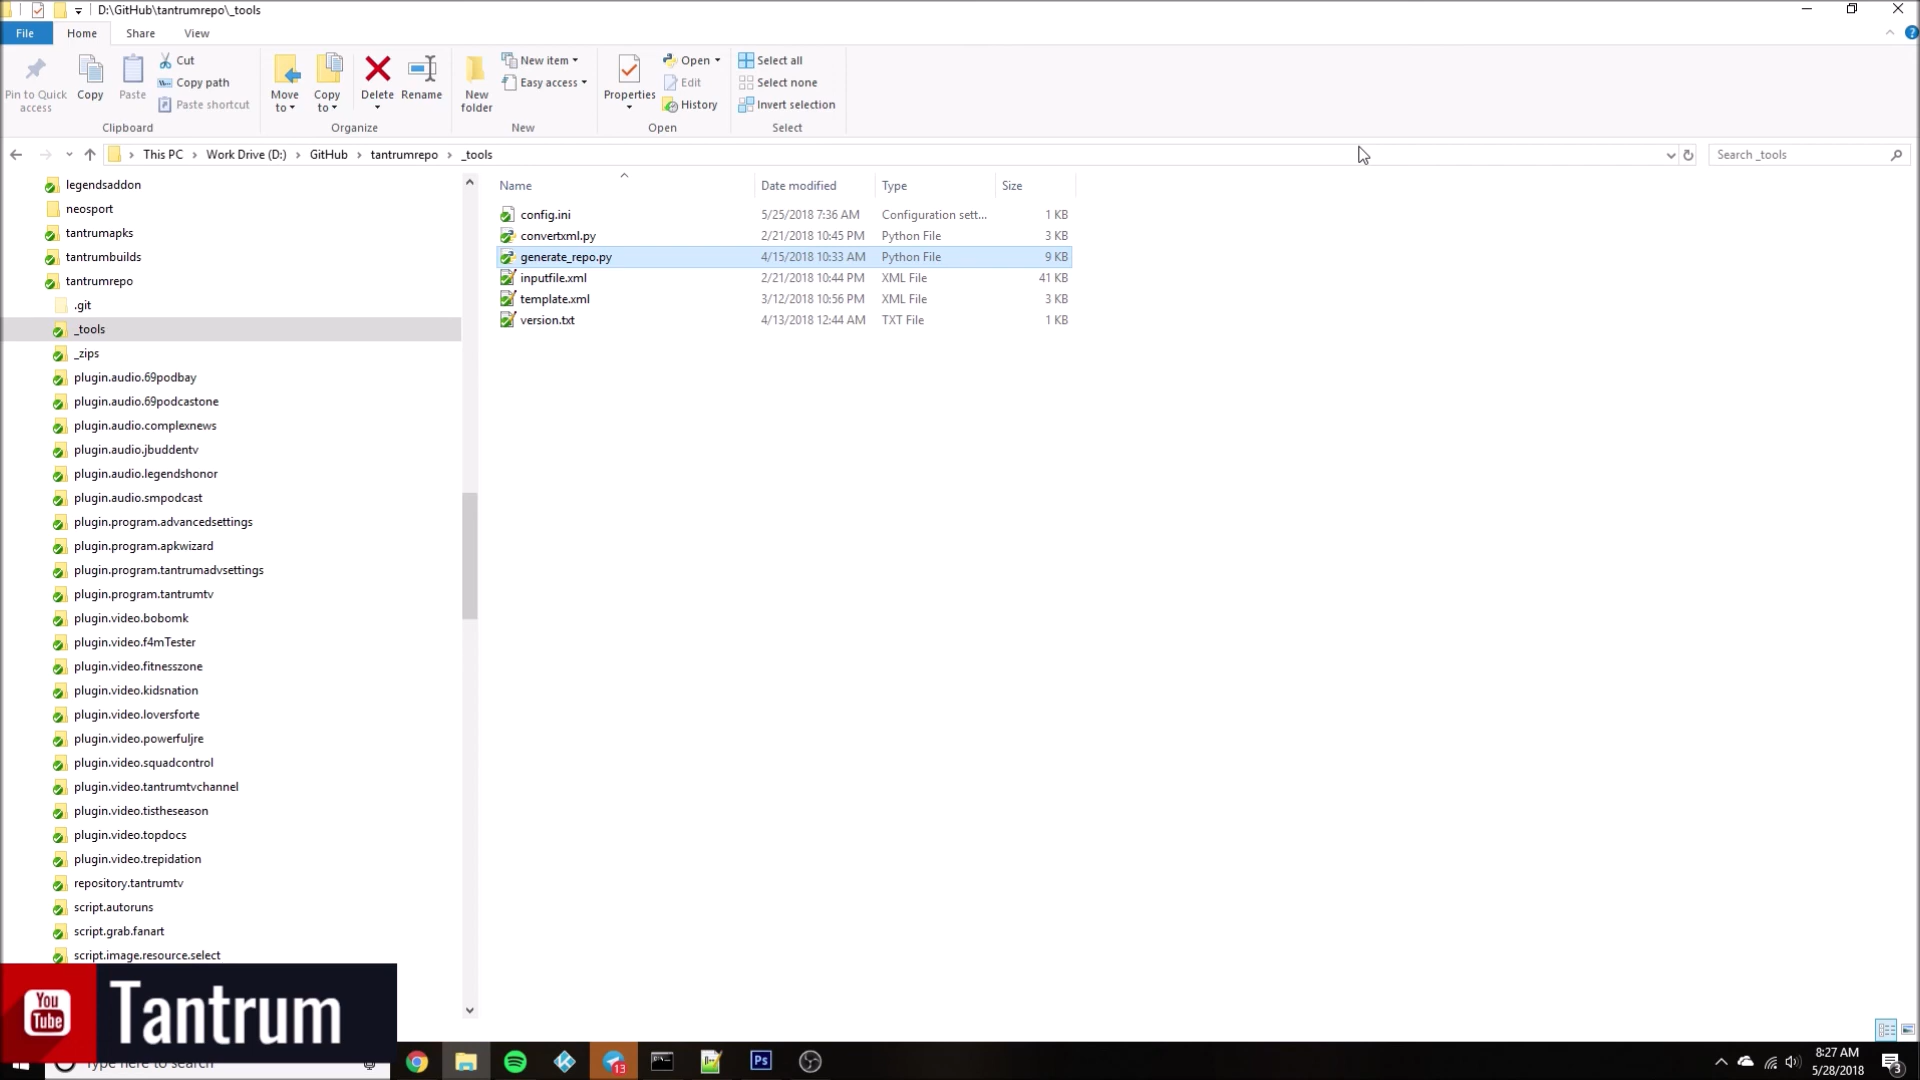 D:\GitHub\tantrumrepo\_tools
File Home Share View
Pin to Quick access
Copy
Paste
Cut
Copy path
Paste shortcut
Clipboard
Move to
Copy to
Delete
Rename
Organize
New folder
New item
Easy access
New
Properties
Open
Edit
History
Open
Select all
Select none
Invert selection
Select
This PC > Work Drive (D:) > GitHub > tantrumrepo > _tools
Search _tools
legendsaddon
neosport
tantrumapks
tantrumbuilds
tantrumrepo
.git
_tools
_zips
plugin.audio.69podbay
plugin.audio.69podcastone
plugin.audio.complexnews
plugin.audio.jbuddentv
plugin.audio.legendshonor
plugin.audio.smpodcast
plugin.program.advancedsettings
plugin.program.apkwizard
plugin.program.tantrumadvsettings
plugin.program.tantrumtv
plugin.video.bobomk
plugin.video.f4mTester
plugin.video.fitnesszone
plugin.video.kidsnation
plugin.video.loversforte
plugin.video.powerfuljre
plugin.video.squadcontrol
plugin.video.tantrumtvchannel
plugin.video.tistheseason
plugin.video.topdocs
plugin.video.trepidation
repository.tantrumtv
script.autoruns
script.grab.fanart
script.image.resource.select
Name Date modified Type Size
config.ini 5/25/2018 7:36 AM Configuration sett... 1 KB
convertxml.py 2/21/2018 10:45 PM Python File 3 KB
generate_repo.py 4/15/2018 10:33 AM Python File 9 KB
inputfile.xml 2/21/2018 10:44 PM XML File 41 KB
template.xml 3/12/2018 10:56 PM XML File 3 KB
version.txt 4/13/2018 12:44 AM TXT File 1 KB
You Tube
Tantrum
Type here to search
13
Ps
8:27 AM
5/28/2018
3